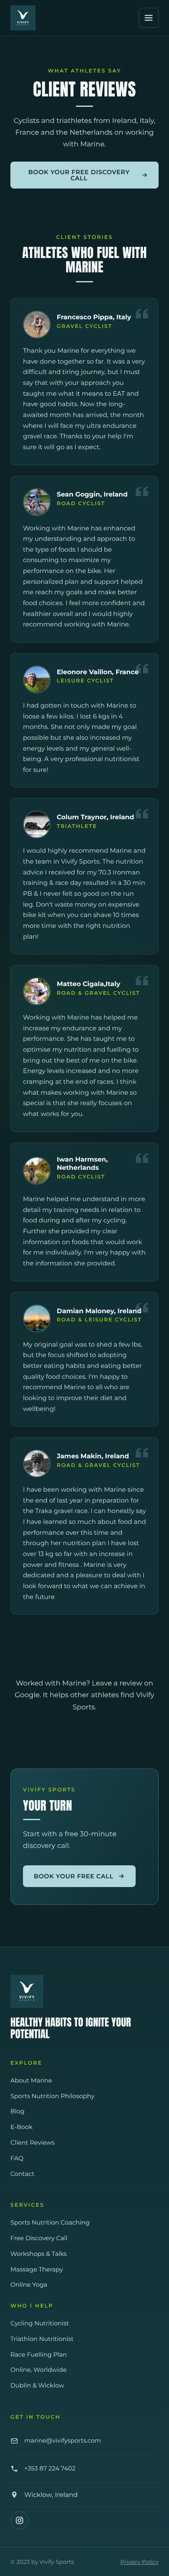 VIVIFY
WHAT ATHLETES SAY
CLIENT REVIEWS
Cyclists and triathletes from Ireland, Italy,
France and the Netherlands on working
with Marine.
BOOK YOUR FREE DISCOVERY
CALL →
CLIENT STORIES
ATHLETES WHO FUEL WITH
MARINE
Francesco Pippa, Italy
GRAVEL CYCLIST
Thank you Marine for everything we
have done together so far. It was a very
difficult and tiring journey, but I must
say that with your approach you
taught me what it means to EAT and
have good habits. Now the long-
awaited month has arrived, the month
where I will face my ultra endurance
gravel race. Thanks to your help I'm
sure it will go as I expect.
Sean Goggin, Ireland
ROAD CYCLIST
Working with Marine has enhanced
my understanding and approach to
the type of foods I should be
consuming to maximize my
performance on the bike. Her
personalized plan and support helped
me reach my goals and make better
food choices. I feel more confident and
healthier overall and I would highly
recommend working with Marine.
Eleonore Vaillon, France
LEISURE CYCLIST
I had gotten in touch with Marine to
loose a few kilos. I lost 6 kgs in 4
months. She not only made my goal
possible but she also increased my
energy levels and my general well-
being. A very professional nutritionist
for sure!
Colum Traynor, Ireland
TRIATHLETE
I would highly recommend Marine and
the team in Vivify Sports. The nutrition
advice I received for my 70.3 Ironman
training & race day resulted in a 30 min
PB & I never felt so good on the run
leg. Don't waste money on expensive
bike kit when you can shave 10 times
more time with the right nutrition
plan!
Matteo Cigala,Italy
ROAD & GRAVEL CYCLIST
Working with Marine has helped me
increase my endurance and my
performance. She has taught me to
optimise my nutrition and fuelling to
bring out the best of me on the bike.
Energy levels increased and no more
cramping at the end of races. I think
what makes working with Marine so
special is that she really focuses on
what works for you.
Iwan Harmsen,
Netherlands
ROAD CYCLIST
Marine helped me understand in more
detail my training needs in relation to
food during and after my cycling.
Further she provided my clear
information on foods that would work
for me individually. I'm very happy with
the information she provided.
Damian Maloney, Ireland
ROAD & LEISURE CYCLIST
My original goal was to shed a few lbs,
but the focus shifted to adopting
better eating habits and eating better
quality food choices. I'm happy to
recommend Marine to all who are
looking to improve their diet and
wellbeing!
James Makin, Ireland
ROAD & GRAVEL CYCLIST
I have been working with Marine since
the end of last year in preparation for
the Traka gravel race. I can honestly say
I have learned so much about food and
performance over this time and
through her nutrition plan I have lost
over 13 kg so far with an increase in
power and fitness . Marine is very
dedicated and a pleasure to deal with I
look forward to what we can achieve in
the future
Worked with Marine? Leave a review on
Google. It helps other athletes find Vivify
Sports.
VIVIFY SPORTS
YOUR TURN
Start with a free 30-minute
discovery call.
BOOK YOUR FREE CALL →
VIVIFY
HEALTHY HABITS TO IGNITE YOUR
POTENTIAL
EXPLORE
About Marine
Sports Nutrition Philosophy
Blog
E-Book
Client Reviews
FAQ
Contact
SERVICES
Sports Nutrition Coaching
Free Discovery Call
Workshops & Talks
Massage Therapy
Online Yoga
WHO I HELP
Cycling Nutritionist
Triathlon Nutritionist
Race Fuelling Plan
Online, Worldwide
Dublin & Wicklow
GET IN TOUCH
marine@vivifysports.com
+353 87 224 7402
Wicklow, Ireland
© 2023 by Vivify Sports
Privacy Policy